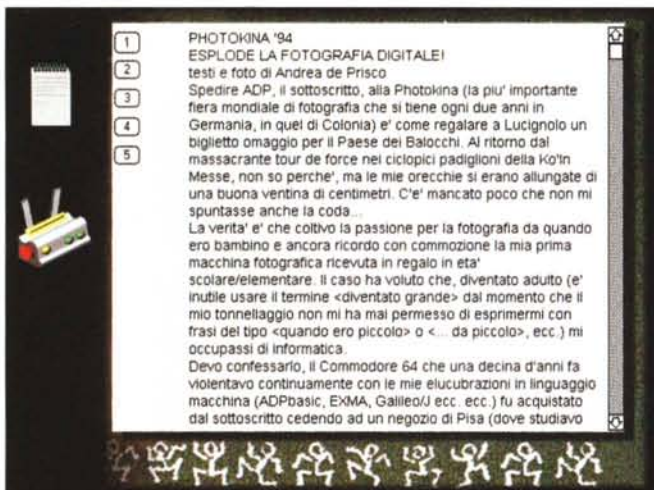 1
2
3
4
5
PHOTOKINA '94
ESPLODE LA FOTOGRAFIA DIGITALE!
testi e foto di Andrea de Prisco
Spedire ADP, il sottoscritto, alla Photokina (la piu' importante
fiera mondiale di fotografia che si tiene ogni due anni in
Germania, in quel di Colonia) e' come regalare a Lucignolo un
biglietto omaggio per il Paese dei Balocchi. Al ritorno dal
massacrante tour de force nei ciclopici padiglioni della Ko'ln
Messe, non so perche', ma le mie orecchie si erano allungate di
una buona ventina di centimetri. C'e' mancato poco che non mi
spuntasse anche la coda...
La verita' e' che coltivo la passione per la fotografia da quando
ero bambino e ancora ricordo con commozione la mia prima
macchina fotografica ricevuta in regalo in eta'
scolare/elementare. Il caso ha voluto che, diventato adulto (e'
inutile usare il termine <diventato grande> dal momento che il
mio tonnellaggio non mi ha mai permesso di esprimermi con
frasi del tipo <quando ero piccolo> o <... da piccolo>, ecc.) mi
occupassi di informatica.
Devo confessarlo, il Commodore 64 che una decina d'anni fa
violentavo continuamente con le mie elucubrazioni in linguaggio
macchina (ADPbasic, EXMA, Galileo/J ecc. ecc.) fu acquistato
dal sottoscritto cedendo ad un negozio di Pisa (dove studiavo